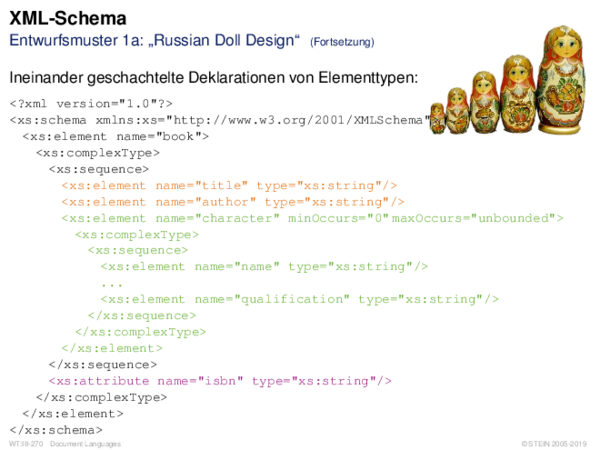 XML-Schema
Entwurfsmuster 1a: „Russian Doll Design“ (Fortsetzung)
Ineinander geschachtelte Deklarationen von Elementtypen:
<?xml version="1.0"?>
<xs:schema xmlns:xs="http://www.w3.org/2001/XMLSchema"
<xs:element name="book">
<xs:complexType>
<xs:sequence>
<xs:element name="title" type="xs:string"/>
<xs:element name="author" type="xs:string"/>
<xs:element name="character" minOccurs="0" maxOccurs="unbounded">
<xs:complexType>
<xs:sequence>
<xs:element name="name" type="xs:string"/>
...
<xs:element name="qualification" type="xs:string"/>
</xs:sequence>
</xs:complexType>
</xs:element>
</xs:sequence>
<xs:attribute name="isbn" type="xs:string"/>
</xs:complexType>
</xs:element>
</xs:schema>
WT:III-270 Document Languages ©STEIN 2005-2019